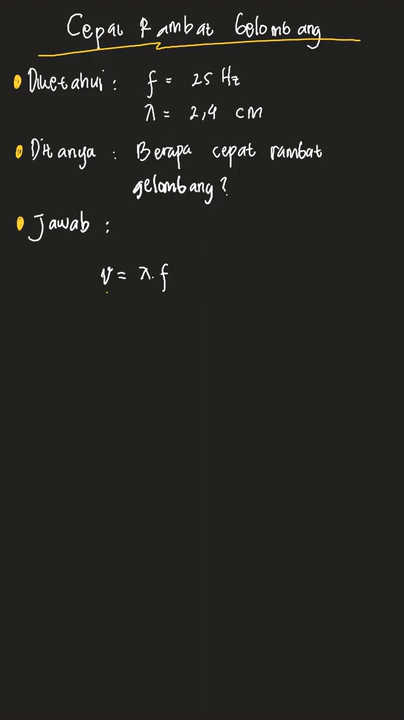 Cepat Rambat Gelombang
• Diketahui : f = 25 Hz
λ = 2,4 cm
• Ditanya : Berapa cepat rambat
gelombang?
• Jawab :
v = λ . f